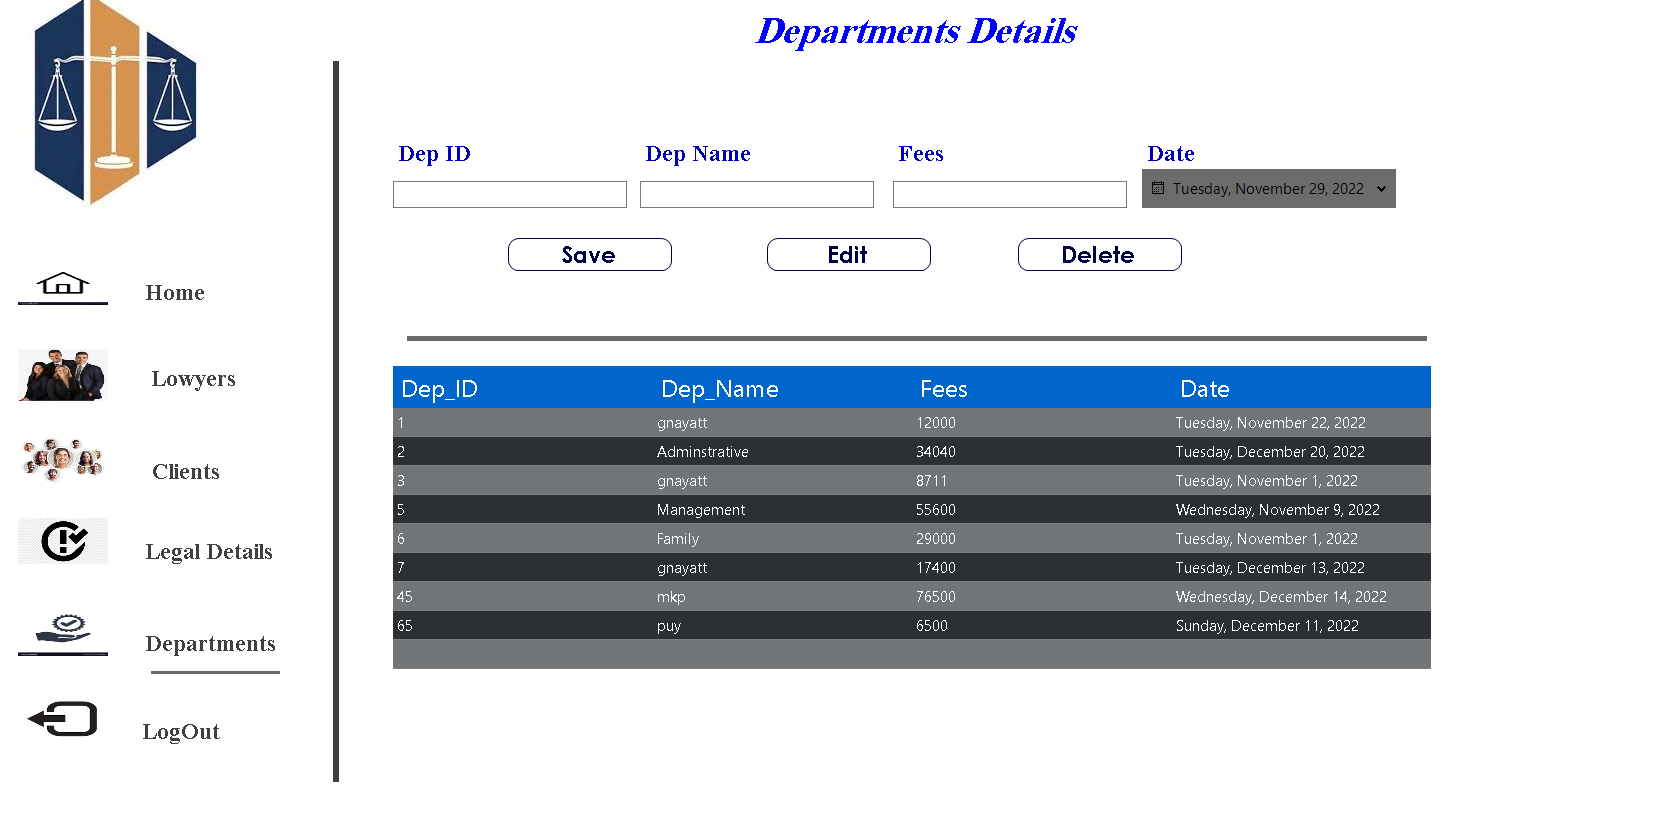 Departments Details
Dep ID Dep Name Fees Date
Tuesday, November 29, 2022
Save Edit Delete
Home
Lowyers
Clients
Legal Details
Departments
LogOut
Dep_ID Dep_Name Fees Date
1 gnayatt 12000 Tuesday, November 22, 2022
2 Adminstrative 34040 Tuesday, December 20, 2022
3 gnayatt 8711 Tuesday, November 1, 2022
5 Management 55600 Wednesday, November 9, 2022
6 Family 29000 Tuesday, November 1, 2022
7 gnayatt 17400 Tuesday, December 13, 2022
45 mkp 76500 Wednesday, December 14, 2022
65 puy 6500 Sunday, December 11, 2022